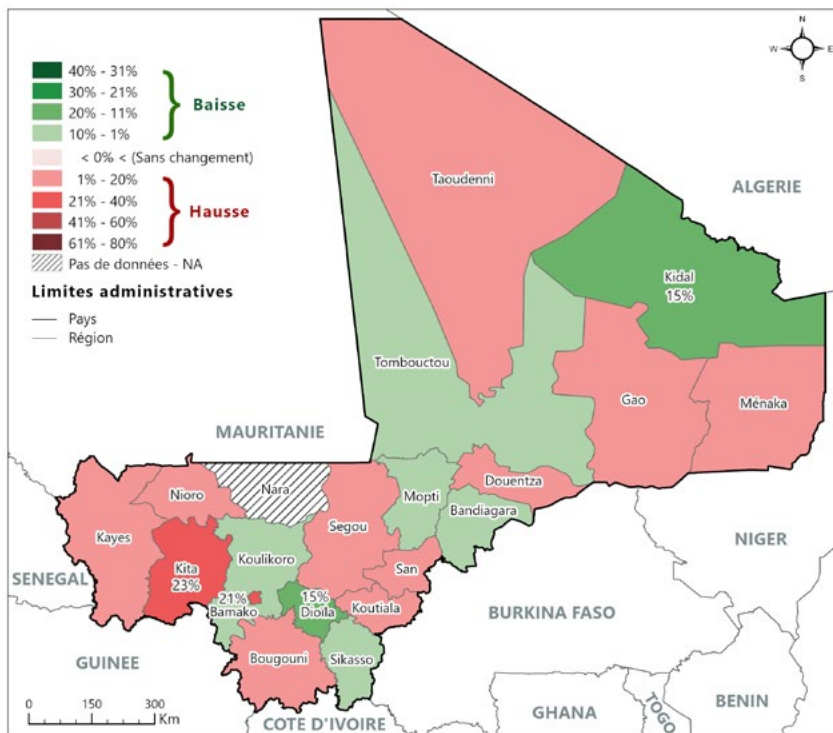 N
W E
S
40% - 31%
30% - 21%
20% - 11%
10% - 1%
Baisse
< 0% < (Sans changement)
1% - 20%
21% - 40%
41% - 60%
61% - 80%
Hausse
Pas de données - NA
Limites administratives
Pays
Région
Taoudenni
ALGERIE
Kidal
15%
Tombouctou
Gao
Ménaka
MAURITANIE
Nioro
Nara
Mopti
Douentza
Bandiagara
Kayes
Segou
Kita
23%
Koulikoro
San
NIGER
SENEGAL
21%
Bamako
15%
Dioila
Koutiala
BURKINA FASO
GUINEE
Bougouni
Sikasso
BENIN
TOGO
GHANA
COTE D'IVOIRE
0 150 300
Km